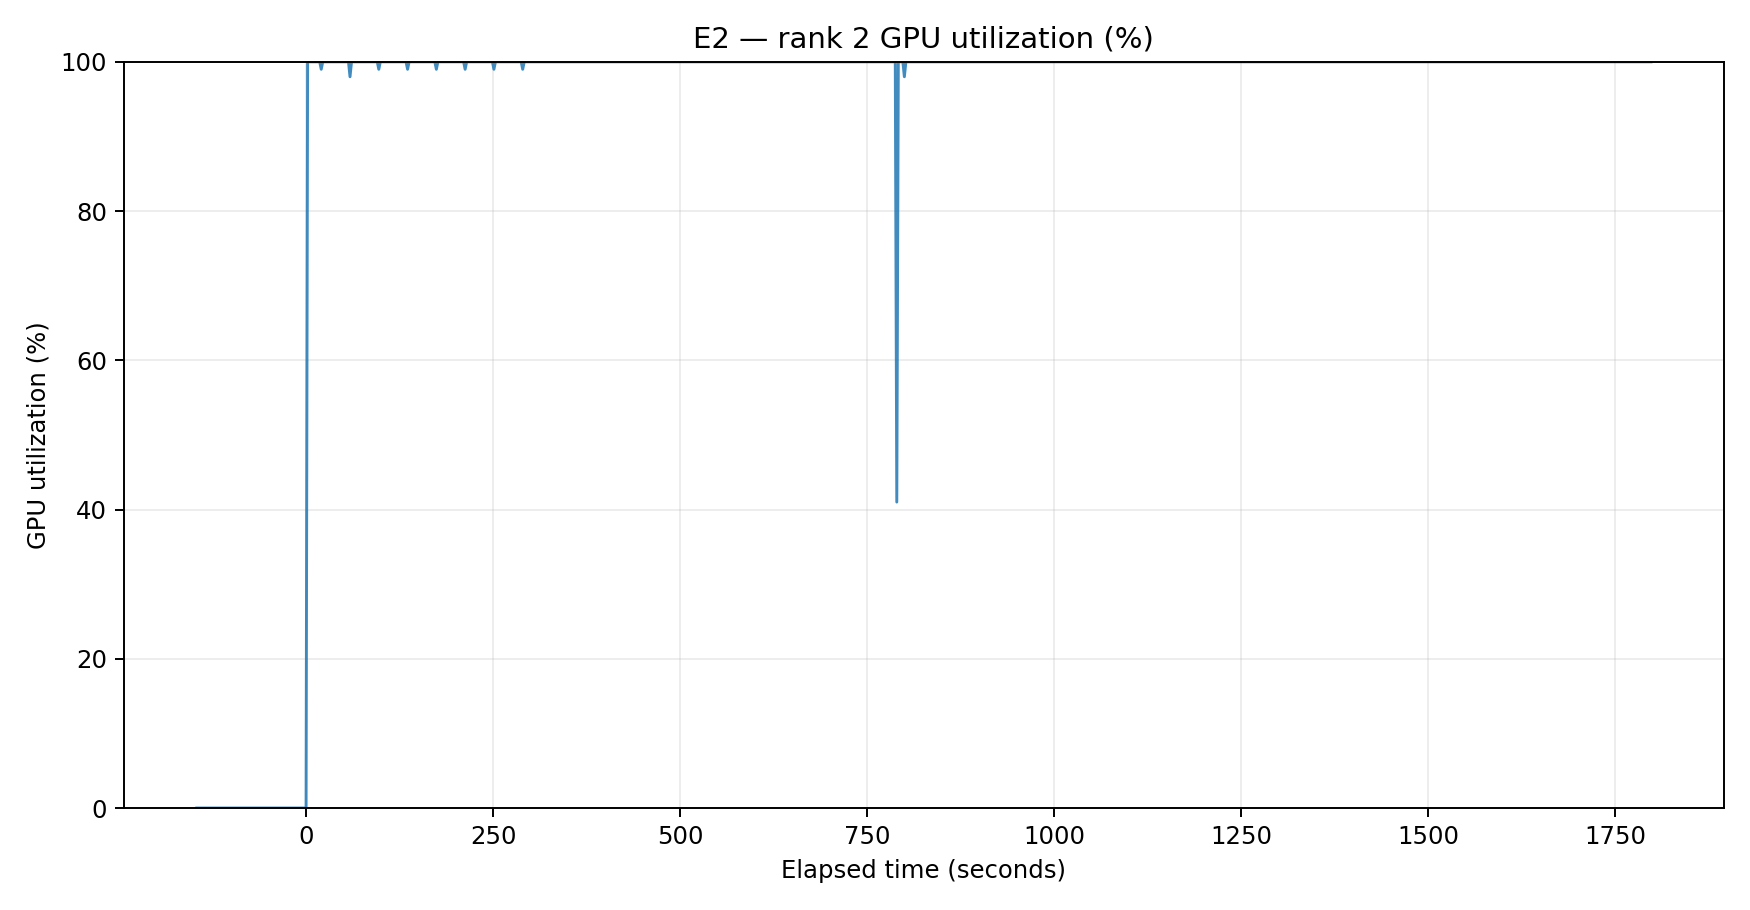 E2 — rank 2 GPU utilization (%)
GPU utilization (%)
100
80
60
40
20
0
0 250 500 750 1000 1250 1500 1750
Elapsed time (seconds)